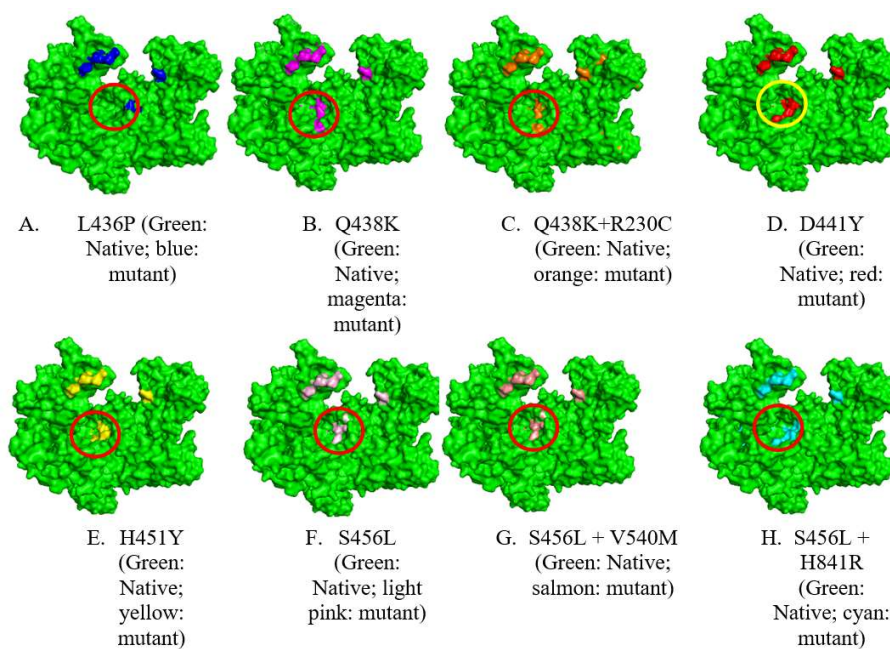 A. L436P (Green:
Native; blue:
mutant)
B. Q438K
(Green:
Native;
magenta:
mutant)
C. Q438K+R230C
(Green: Native;
orange: mutant)
D. D441Y
(Green:
Native; red:
mutant)
E. H451Y
(Green:
Native;
yellow:
mutant)
F. S456L
(Green:
Native; light
pink: mutant)
G. S456L + V540M
(Green: Native;
salmon: mutant)
H. S456L +
H841R
(Green:
Native; cyan:
mutant)